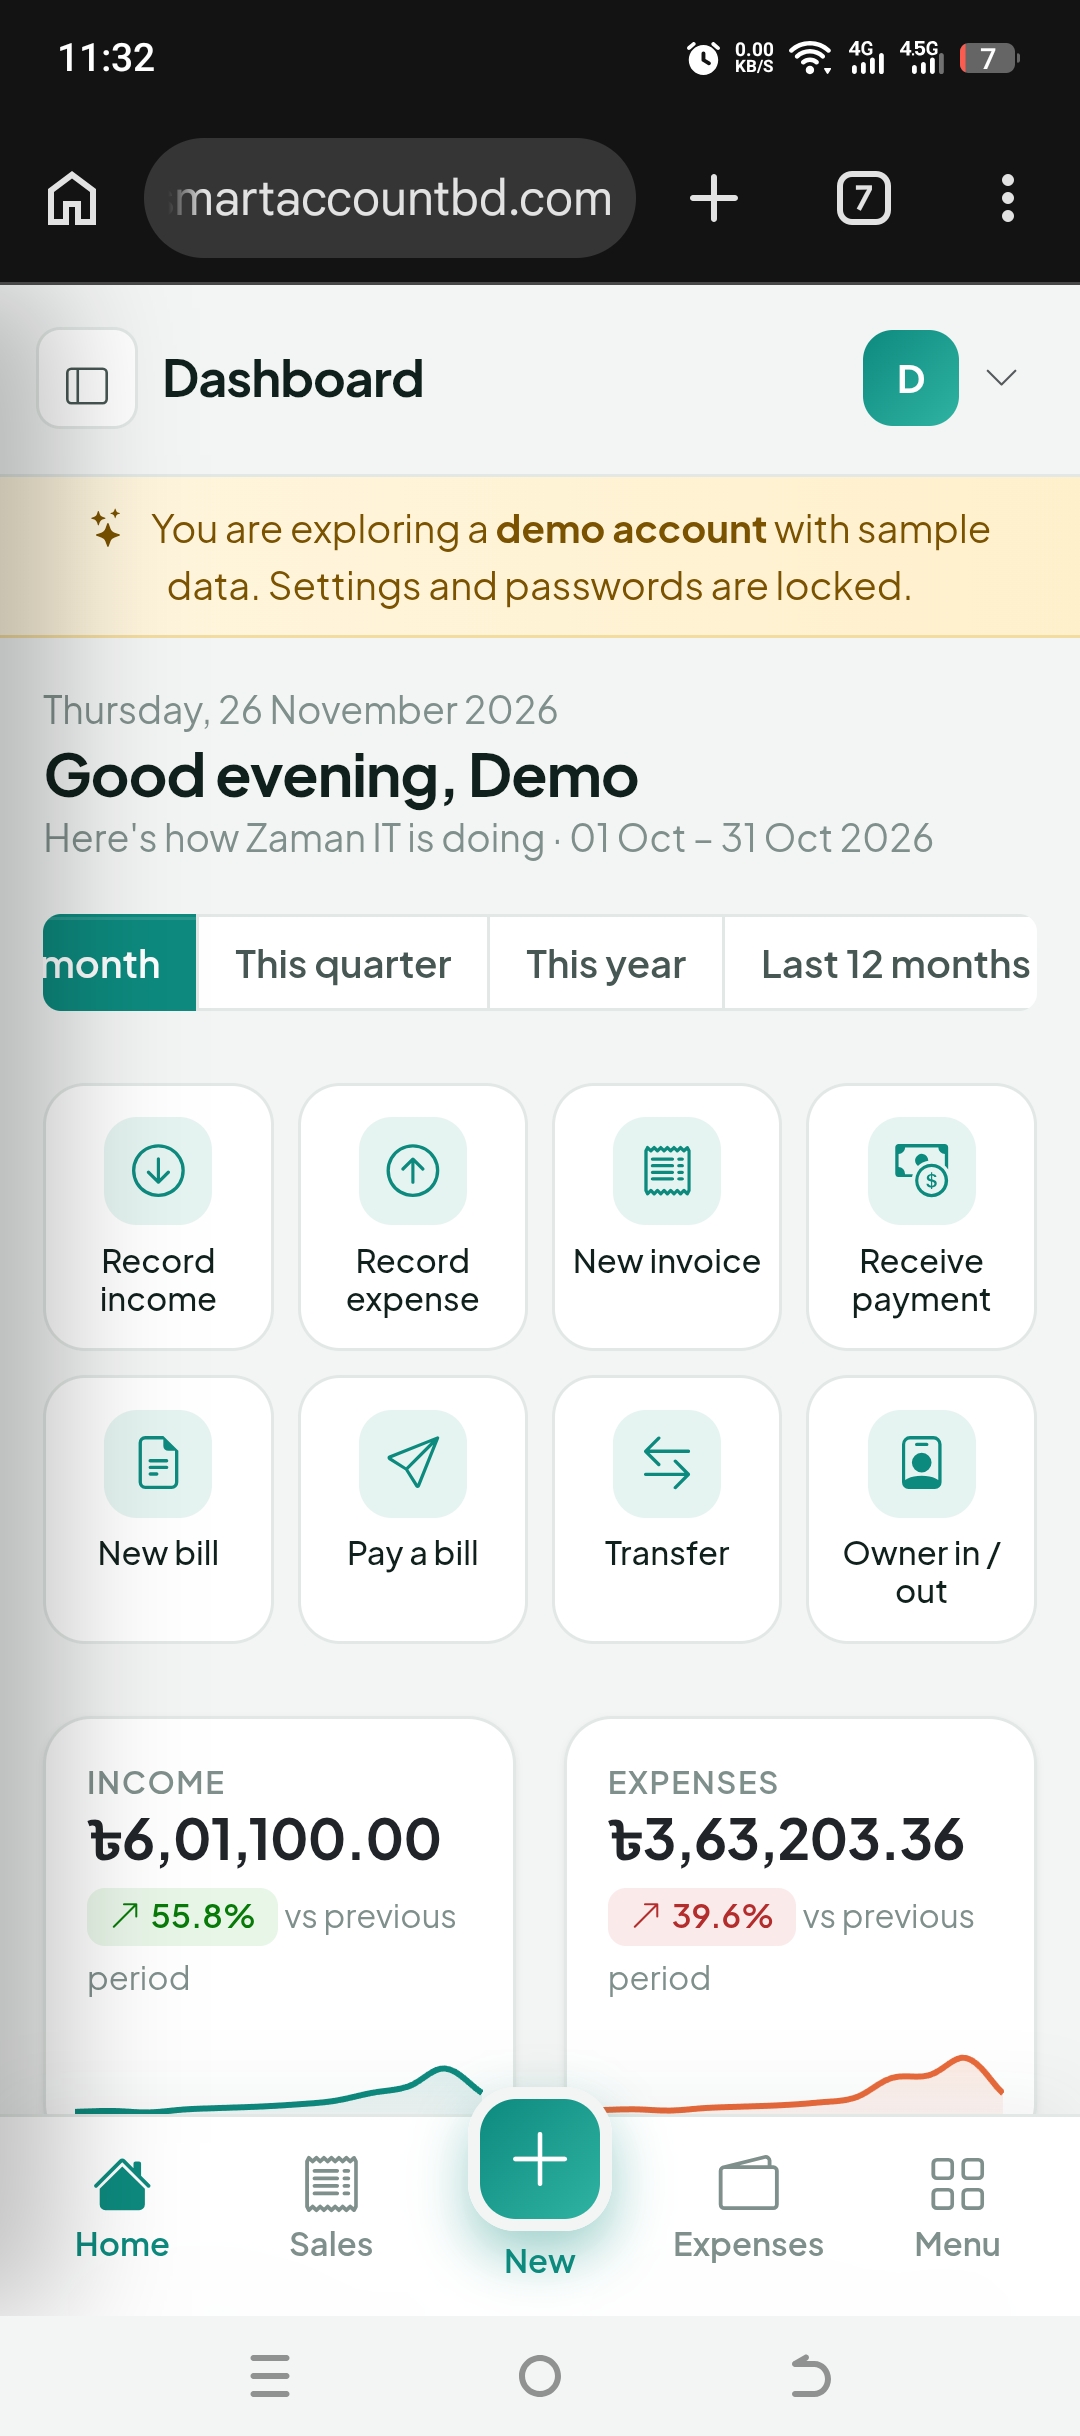 11:32
0.00
KB/S
4G
4.5G
7
smartaccountbd.com
7
Dashboard
D
You are exploring a demo account with sample
data. Settings and passwords are locked.
Thursday, 26 November 2026
Good evening, Demo
Here's how Zaman IT is doing · 01 Oct – 31 Oct 2026
month
This quarter
This year
Last 12 months
Record
income
Record
expense
New invoice
$
Receive
payment
New bill
Pay a bill
Transfer
Owner in /
out
INCOME
৳6,01,100.00
55.8% vs previous
period
EXPENSES
৳3,63,203.36
39.6% vs previous
period
Home
Sales
New
Expenses
Menu